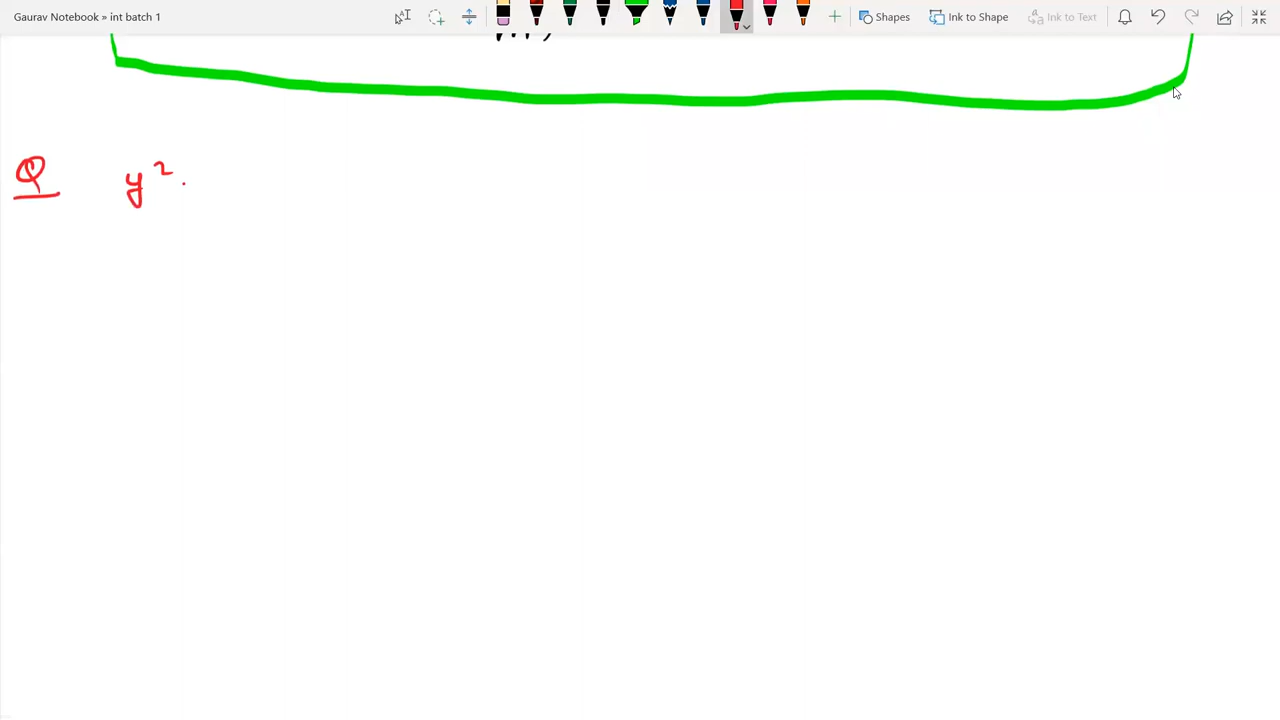 Gaurav Notebook » int batch 1
Shapes
Ink to Shape
Ink to Text
Q y².